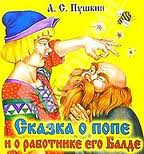 А. С. Пушкин
Сказка о попе
и о работнике его Балде